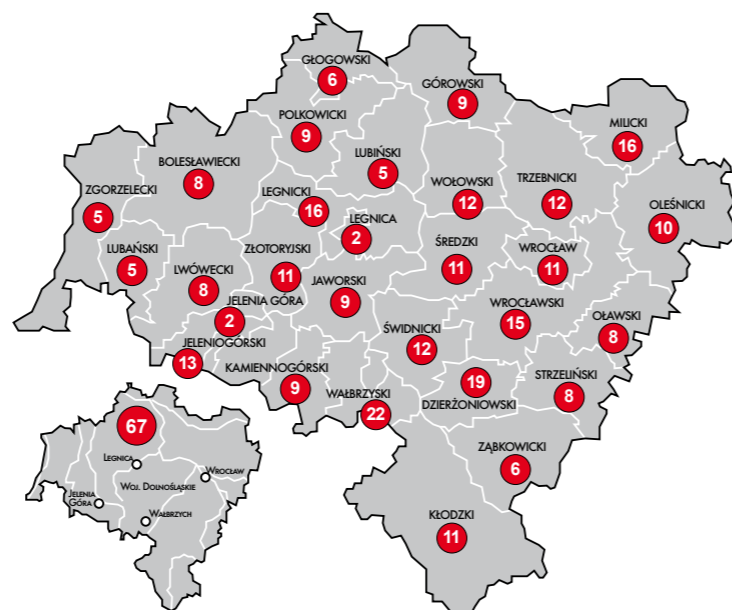 GŁOGOWSKI
6
GÓROWSKI
9
POLKOWICKI
9
MILICKI
16
LUBIŃSKI
5
BOLESŁAWIECKI
8
ZGORZELECKI
5
LEGNICKI
16
WOŁOWSKI
12
TRZEBNICKI
12
OLEŚNICKI
10
LEGNICA
2
LUBAŃSKI
5
ZŁOTORYJSKI
11
ŚREDZKI
11
WROCŁAW
11
LWÓWECKI
8
JAWORSKI
9
JELENIA GÓRA
2
WROCŁAWSKI
15
OŁAWSKI
8
ŚWIDNICKI
12
JELENIOGÓRSKI
13
KAMIENNOGÓRSKI
9
WAŁBRZYSKI
22
19
DZIERŻONIOWSKI
STRZELIŃSKI
8
ZĄBKOWICKI
6
KŁODZKI
11
67
LEGNICA
WROCŁAW
WOJ. DOLNOŚLĄSKIE
JELENIA
GÓRA
WAŁBRZYCH